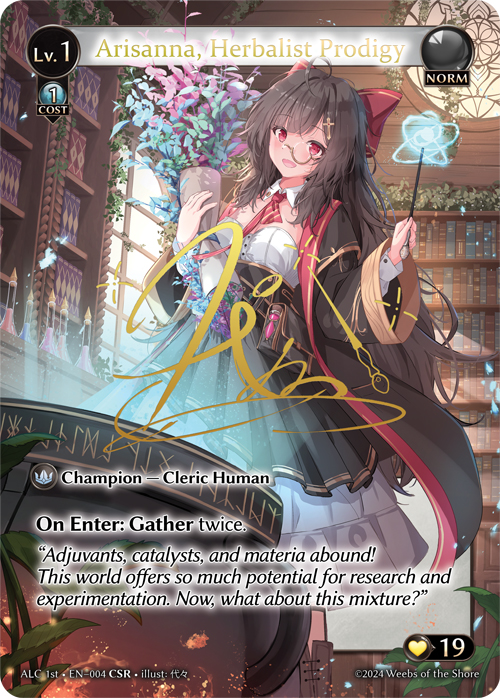 Lv. 1
Arisanna, Herbalist Prodigy
NORM
1
COST
Champion — Cleric Human
On Enter: Gather twice.
“Adjuvants, catalysts, and materia abound!
This world offers so much potential for research and
experimentation. Now, what about this mixture?”
19
ALC 1st • EN-004 CSR • illust: 代々
©2024 Weebs of the Shore